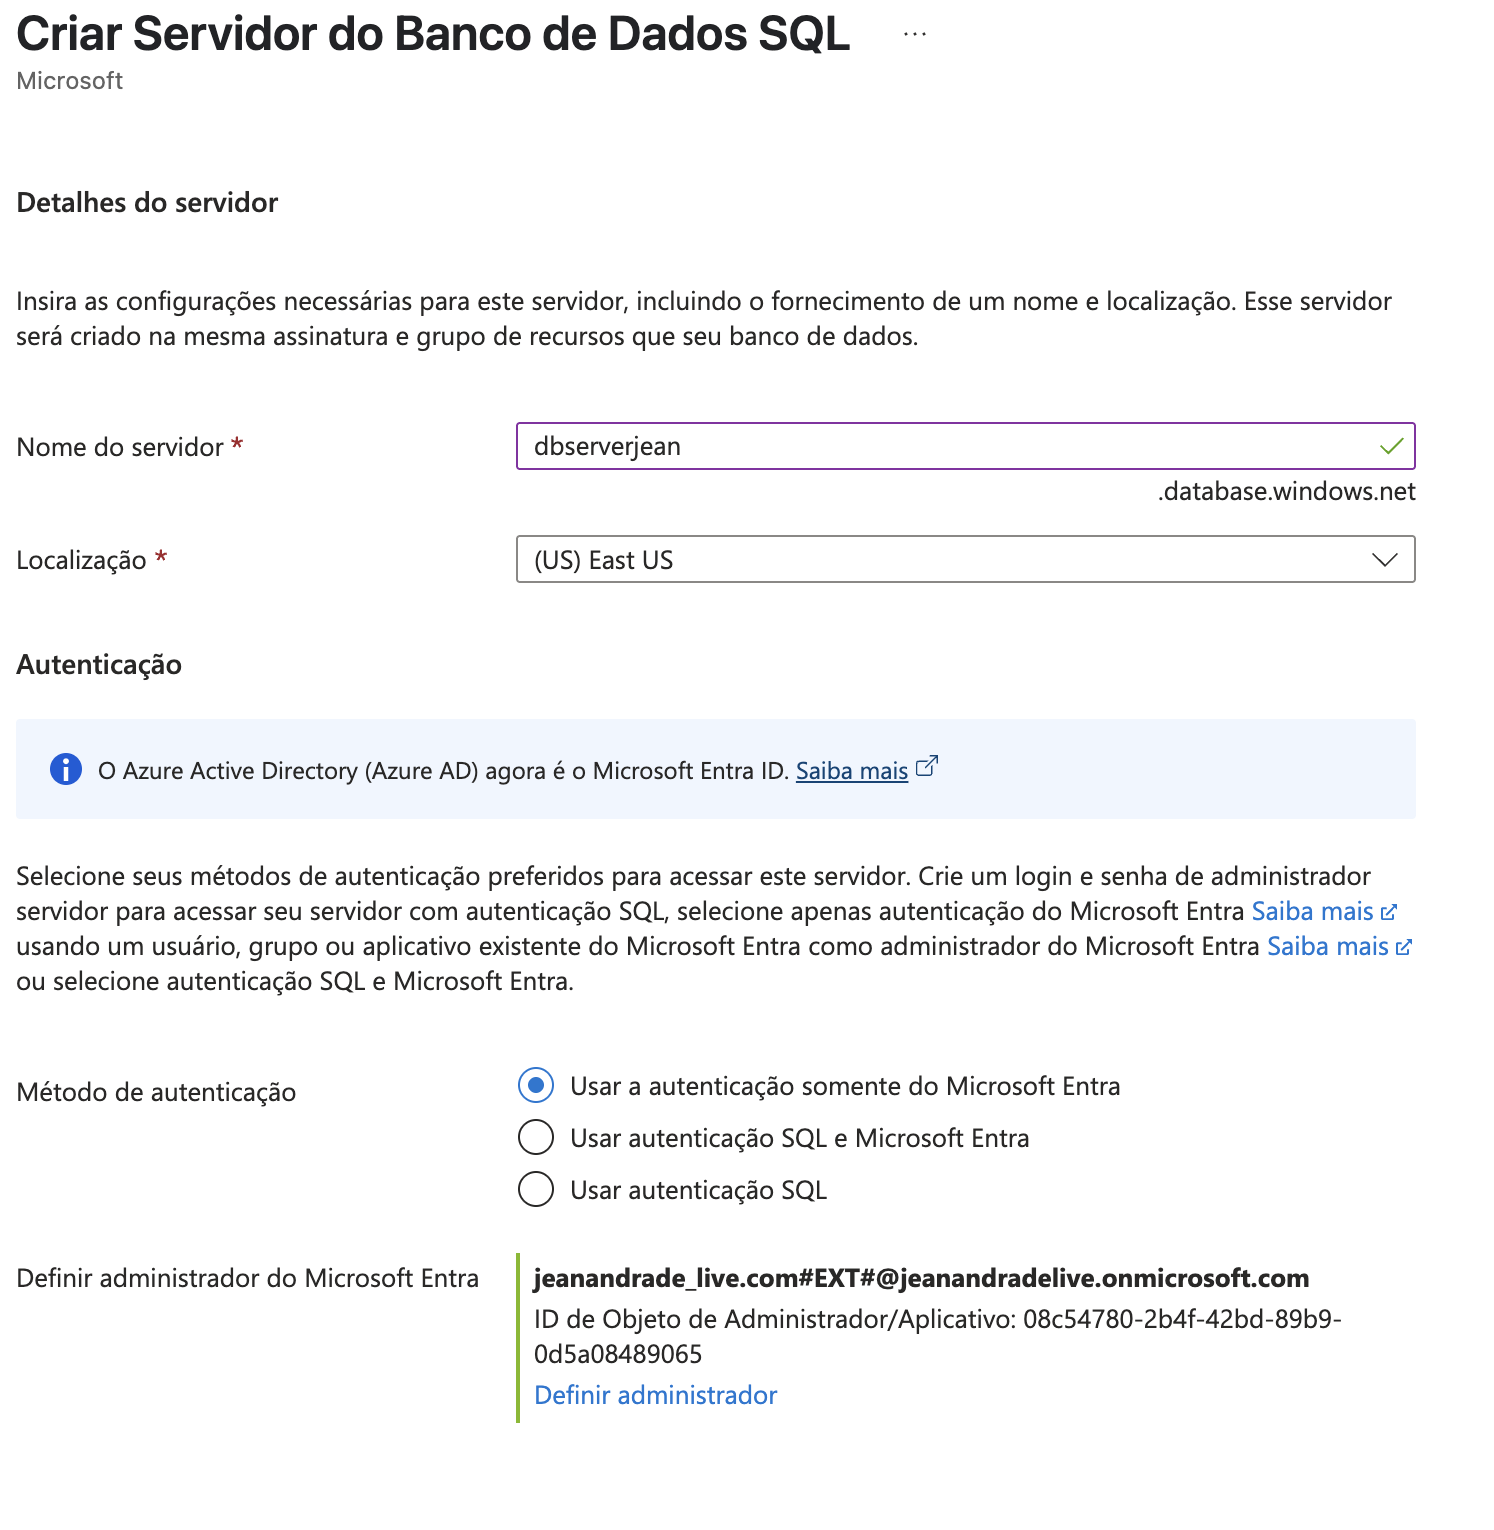 Criar Servidor do Banco de Dados SQL ...
Microsoft
Detalhes do servidor
Insira as configurações necessárias para este servidor, incluindo o fornecimento de um nome e localização. Esse servidor
será criado na mesma assinatura e grupo de recursos que seu banco de dados.
Nome do servidor * dbserverjean
.database.windows.net
Localização * (US) East US
Autenticação
O Azure Active Directory (Azure AD) agora é o Microsoft Entra ID. Saiba mais
Selecione seus métodos de autenticação preferidos para acessar este servidor. Crie um login e senha de administrador
servidor para acessar seu servidor com autenticação SQL, selecione apenas autenticação do Microsoft Entra Saiba mais
usando um usuário, grupo ou aplicativo existente do Microsoft Entra como administrador do Microsoft Entra Saiba mais
ou selecione autenticação SQL e Microsoft Entra.
Método de autenticação
Usar a autenticação somente do Microsoft Entra
Usar autenticação SQL e Microsoft Entra
Usar autenticação SQL
Definir administrador do Microsoft Entra
jeanandrade_live.com#EXT#@jeanandradelive.onmicrosoft.com
ID de Objeto de Administrador/Aplicativo: 08c54780-2b4f-42bd-89b9-
0d5a08489065
Definir administrador